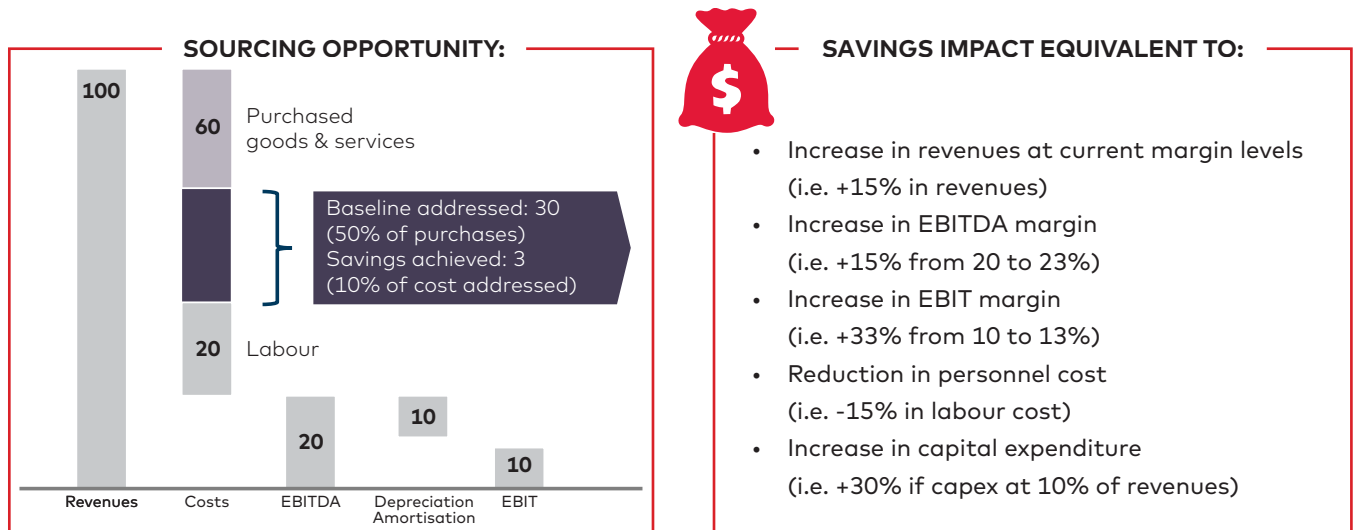 SOURCING OPPORTUNITY:
100
60
Purchased
goods & services
Baseline addressed: 30
(50% of purchases)
Savings achieved: 3
(10% of cost addressed)
20
Labour
20
10
10
Revenues
Costs
EBITDA
Depreciation
Amortisation
EBIT
$
SAVINGS IMPACT EQUIVALENT TO:
• Increase in revenues at current margin levels
(i.e. +15% in revenues)
• Increase in EBITDA margin
(i.e. +15% from 20 to 23%)
• Increase in EBIT margin
(i.e. +33% from 10 to 13%)
• Reduction in personnel cost
(i.e. -15% in labour cost)
• Increase in capital expenditure
(i.e. +30% if capex at 10% of revenues)